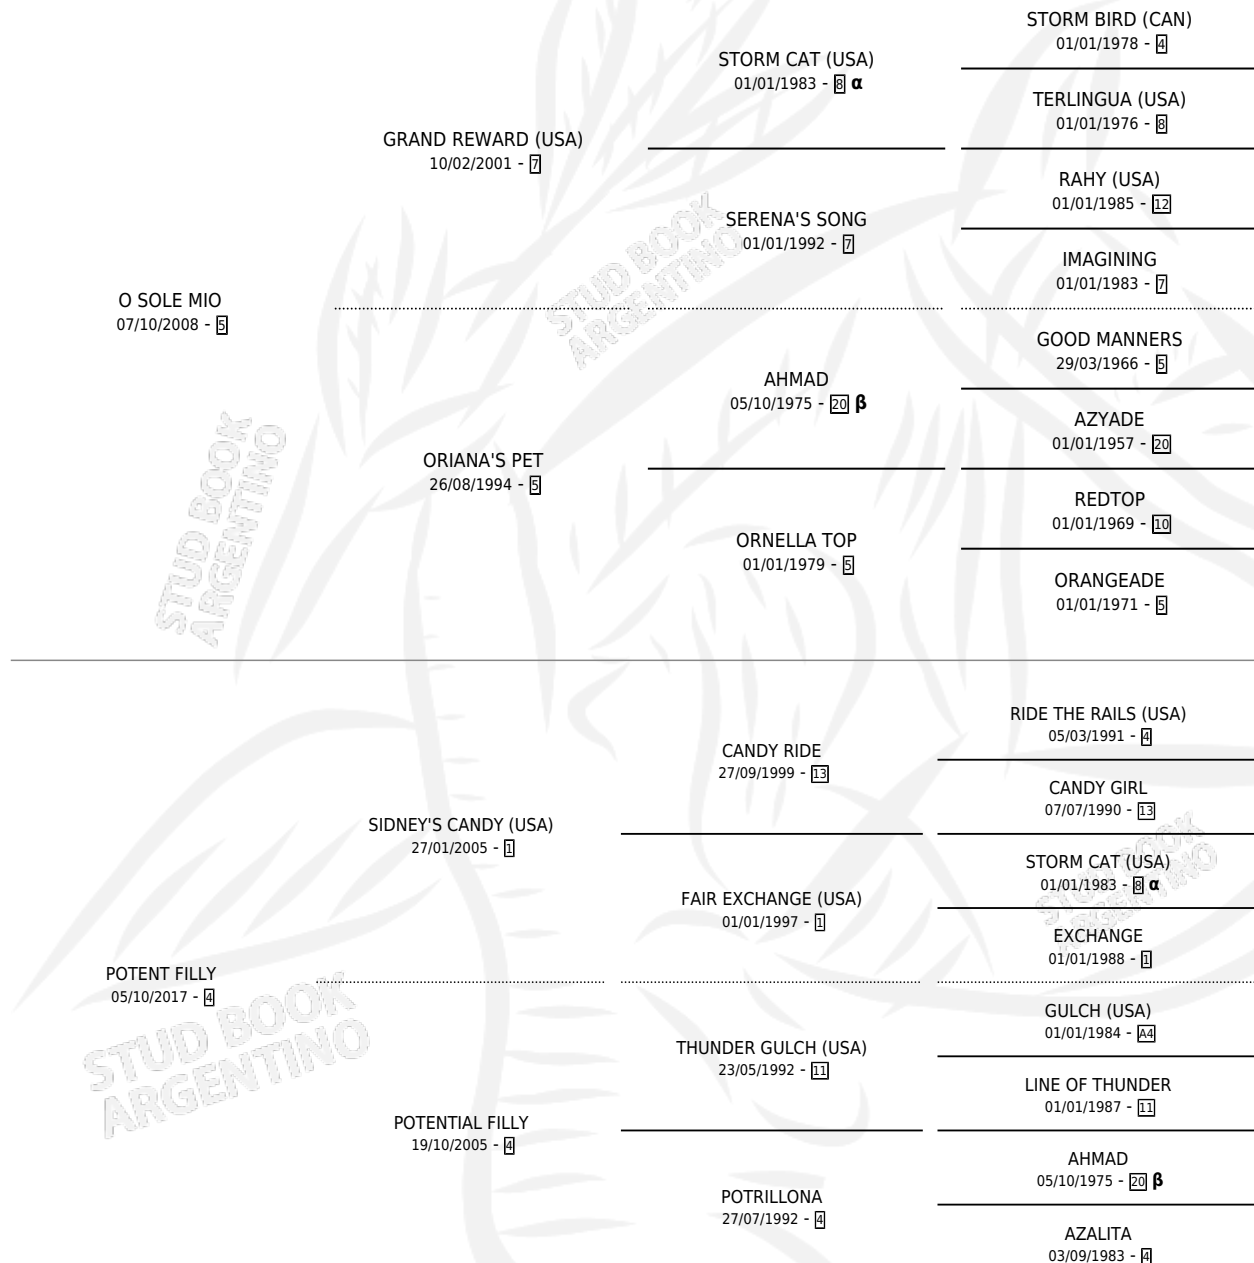 STORM BIRD (CAN)
01/01/1978 - 4
STORM CAT (USA)
01/01/1983 - 8 α
TERLINGUA (USA)
01/01/1976 - 8
GRAND REWARD (USA)
10/02/2001 - 7
RAHY (USA)
01/01/1985 - 12
SERENA'S SONG
01/01/1992 - 7
IMAGINING
01/01/1983 - 7
O SOLE MIO
07/10/2008 - 5
GOOD MANNERS
29/03/1966 - 5
AHMAD
05/10/1975 - 20 β
AZYADE
01/01/1957 - 20
ORIANA'S PET
26/08/1994 - 5
REDTOP
01/01/1969 - 10
ORNELLA TOP
01/01/1979 - 5
ORANGEADE
01/01/1971 - 5
RIDE THE RAILS (USA)
05/03/1991 - 4
CANDY RIDE
27/09/1999 - 13
CANDY GIRL
07/07/1990 - 13
SIDNEY'S CANDY (USA)
27/01/2005 - 1
STORM CAT (USA)
01/01/1983 - 8 α
FAIR EXCHANGE (USA)
01/01/1997 - 1
EXCHANGE
01/01/1988 - 1
POTENT FILLY
05/10/2017 - 4
GULCH (USA)
01/01/1984 - A4
THUNDER GULCH (USA)
23/05/1992 - 11
LINE OF THUNDER
01/01/1987 - 11
POTENTIAL FILLY
19/10/2005 - 4
AHMAD
05/10/1975 - 20 β
POTRILLONA
27/07/1992 - 4
AZALITA
03/09/1983 - 4
STUD BOOK
ARGENTINO
STUD BOOK
ARGENTINO
STUD BOOK
ARGENTINO
STUD BOOK
ARGENTINO